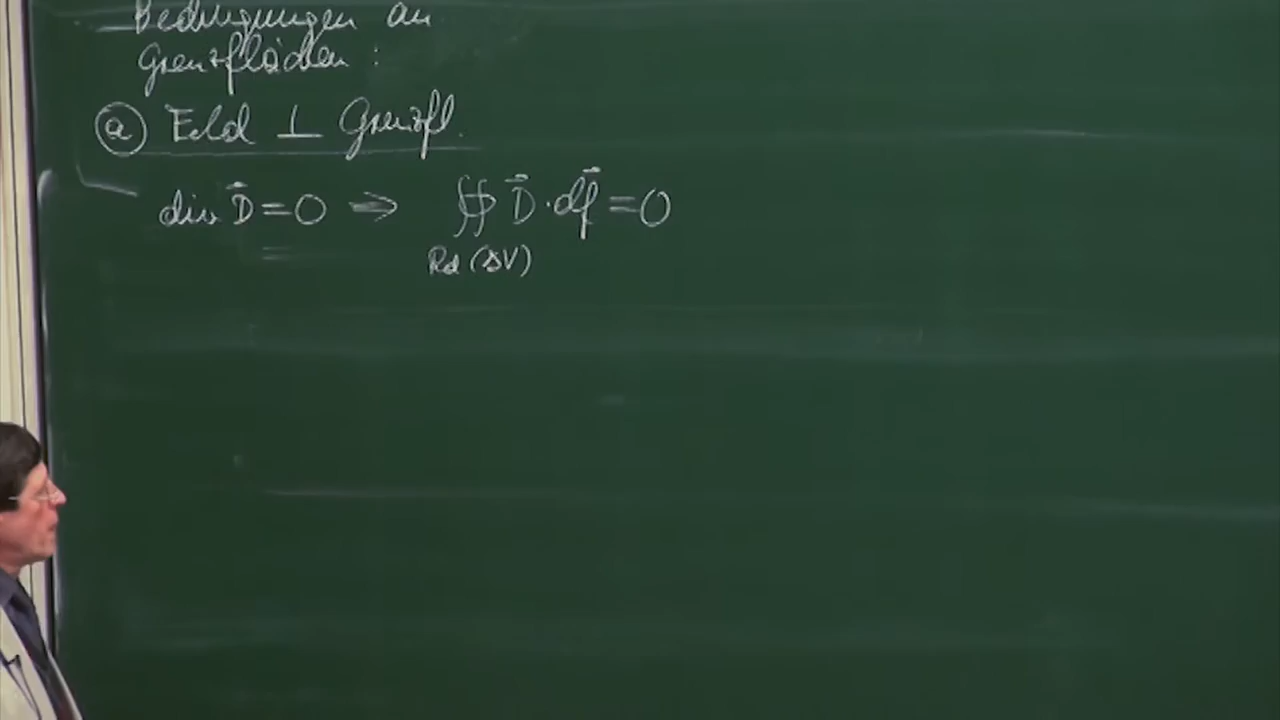 Bedingungen an
Grenzflächen :
ⓐ Feld ⊥ Grenzfl.
div D⃗ = 0 ⇒ ∯ D⃗ · df⃗ = 0
Rd (ΔV)